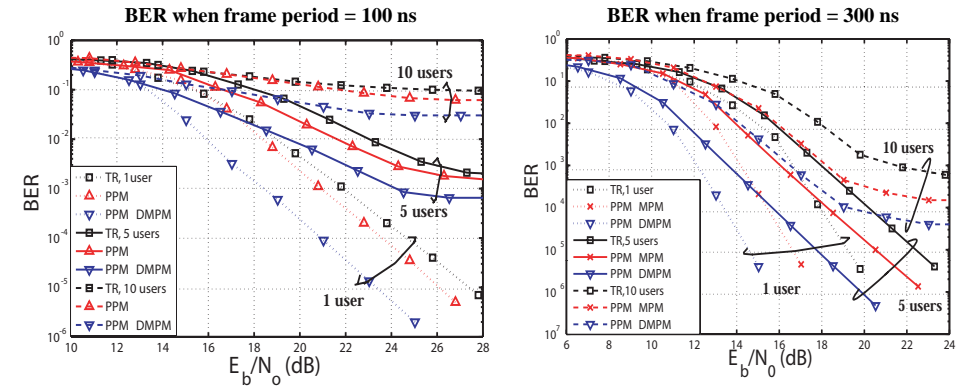 BER when frame period = 100 ns
10^0
10^-1
10^-2
10^-3
10^-4
10^-5
10^-6
BER
10 users
5 users
1 user
TR, 1user
PPM
PPM DMPM
TR, 5 users
PPM
PPM DMPM
TR, 10 users
PPM
PPM DMPM
10 12 14 16 18 20 22 24 26 28
E_b/N_o (dB)
BER when frame period = 300 ns
10^0
10^-1
10^-2
10^-3
10^-4
10^-5
10^-6
10^7
BER
10 users
1 user
5 users
TR,1 user
PPM MPM
PPM DMPM
TR,5 users
PPM MPM
PPM DMPM
TR,10 users
PPM MPM
PPM DMPM
6 8 10 12 14 16 18 20 22 24
E_b/N_0 (dB)